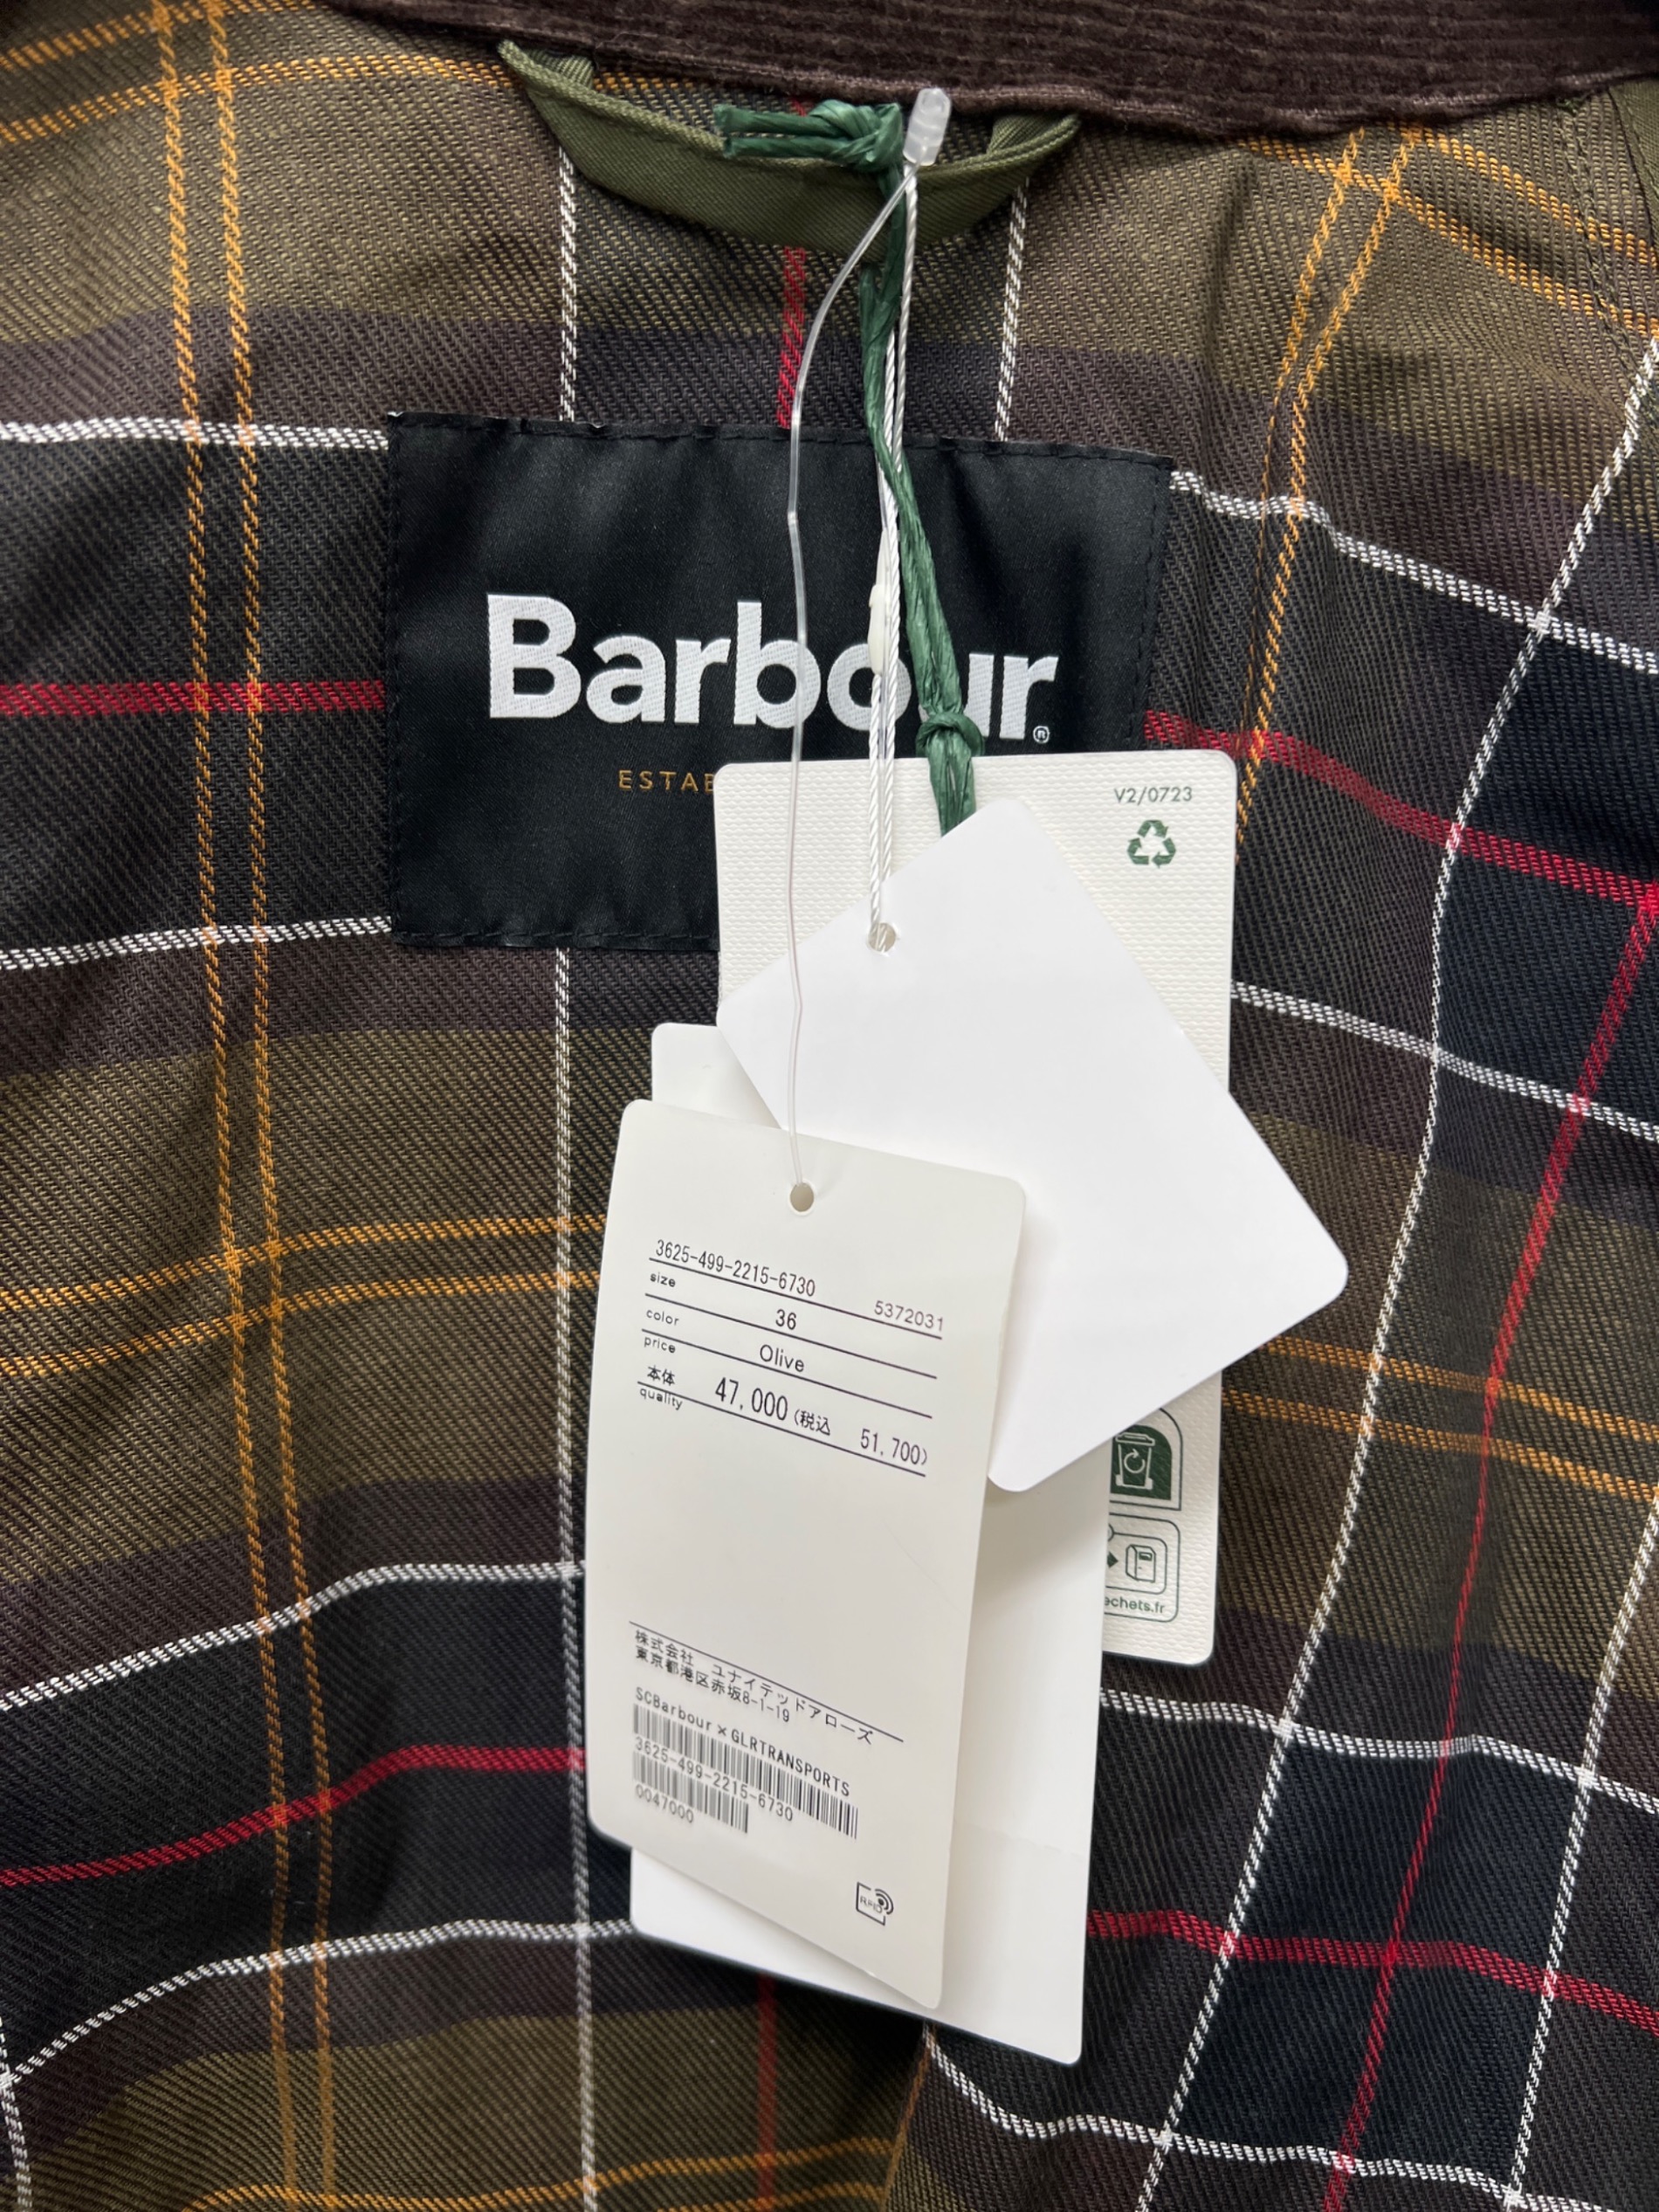 Barbour®
ESTAB
V2/0723
3625-499-2215-6730
size 36 5372031
color Olive
price
本体 47,000 (税込 51,700)
quality
echets.fr
株式会社 ユナイテッドアローズ
東京都港区赤坂8-1-19
SCBarbour×GLRTRANSPORTS
3625-499-2215-6730
0047000
RFID